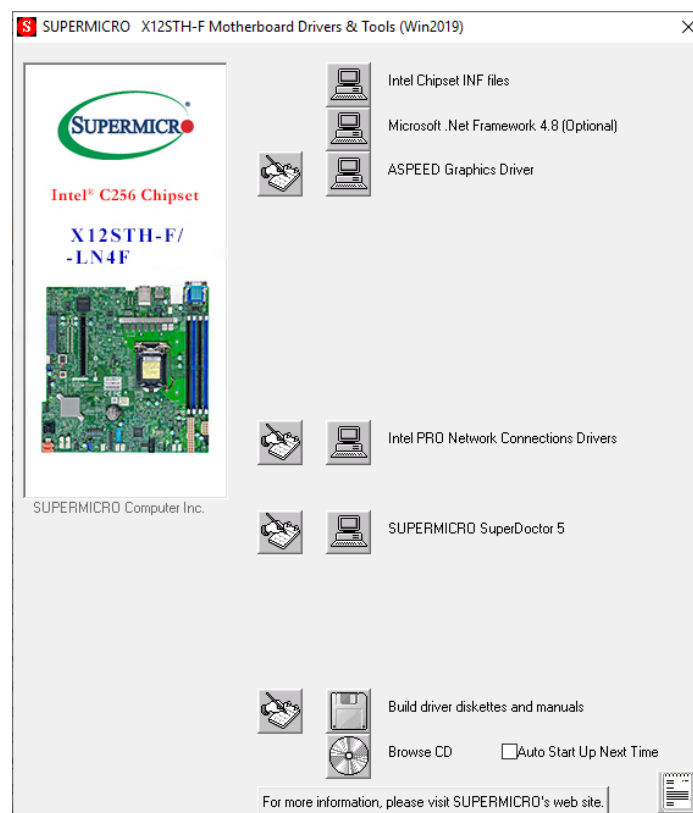 S SUPERMICRO X12STH-F Motherboard Drivers & Tools (Win2019)
SUPERMICRO
Intel® C256 Chipset
X12STH-F/
-LN4F
SUPERMICRO Computer Inc.
Intel Chipset INF files
Microsoft .Net Framework 4.8 (Optional)
ASPEED Graphics Driver
Intel PRO Network Connections Drivers
SUPERMICRO SuperDoctor 5
Build driver diskettes and manuals
Browse CD Auto Start Up Next Time
For more information, please visit SUPERMICRO's web site.